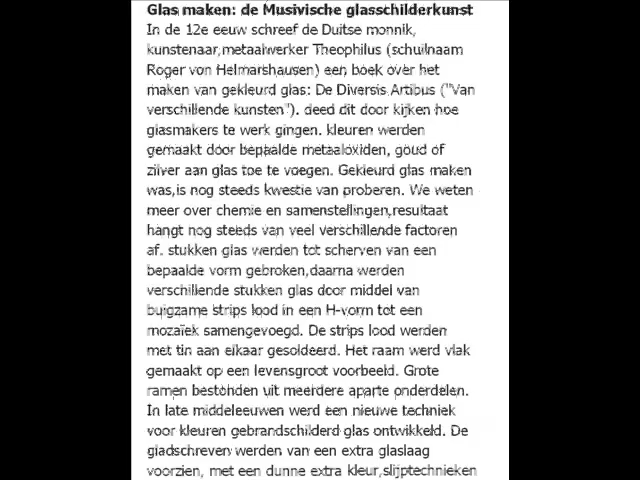 Glas maken: de Musivische glasschilderkunst
In de 12e eeuw schreef de Duitse monnik,
kunstenaar,metaalwerker Theophilus (schuilnaam
Roger von Helmarshausen) een boek over het
maken van gekleurd glas: De Diversis Artibus ("Van
verschillende kunsten"). deed dit door kijken hoe
glasmakers te werk gingen. kleuren werden
gemaakt door bepaalde metaaloxiden, goud of
zilver aan glas toe te voegen. Gekleurd glas maken
was,is nog steeds kwestie van proberen. We weten
meer over chemie en samenstellingen,resultaat
hangt nog steeds van veel verschillende factoren
af. stukken glas werden tot scherven van een
bepaalde vorm gebroken,daarna werden
verschillende stukken glas door middel van
buigzame strips lood in een H-vorm tot een
mozaïek samengevoegd. De strips lood werden
met tin aan elkaar gesoldeerd. Het raam werd vlak
gemaakt op een levensgroot voorbeeld. Grote
ramen bestonden uit meerdere aparte onderdelen.
In late middeleeuwen werd een nieuwe techniek
voor kleuren gebrandschilderd glas ontwikkeld. De
gladschreven werden van een extra glaslaag
voorzien, met een dunne extra kleur,slijptechnieken